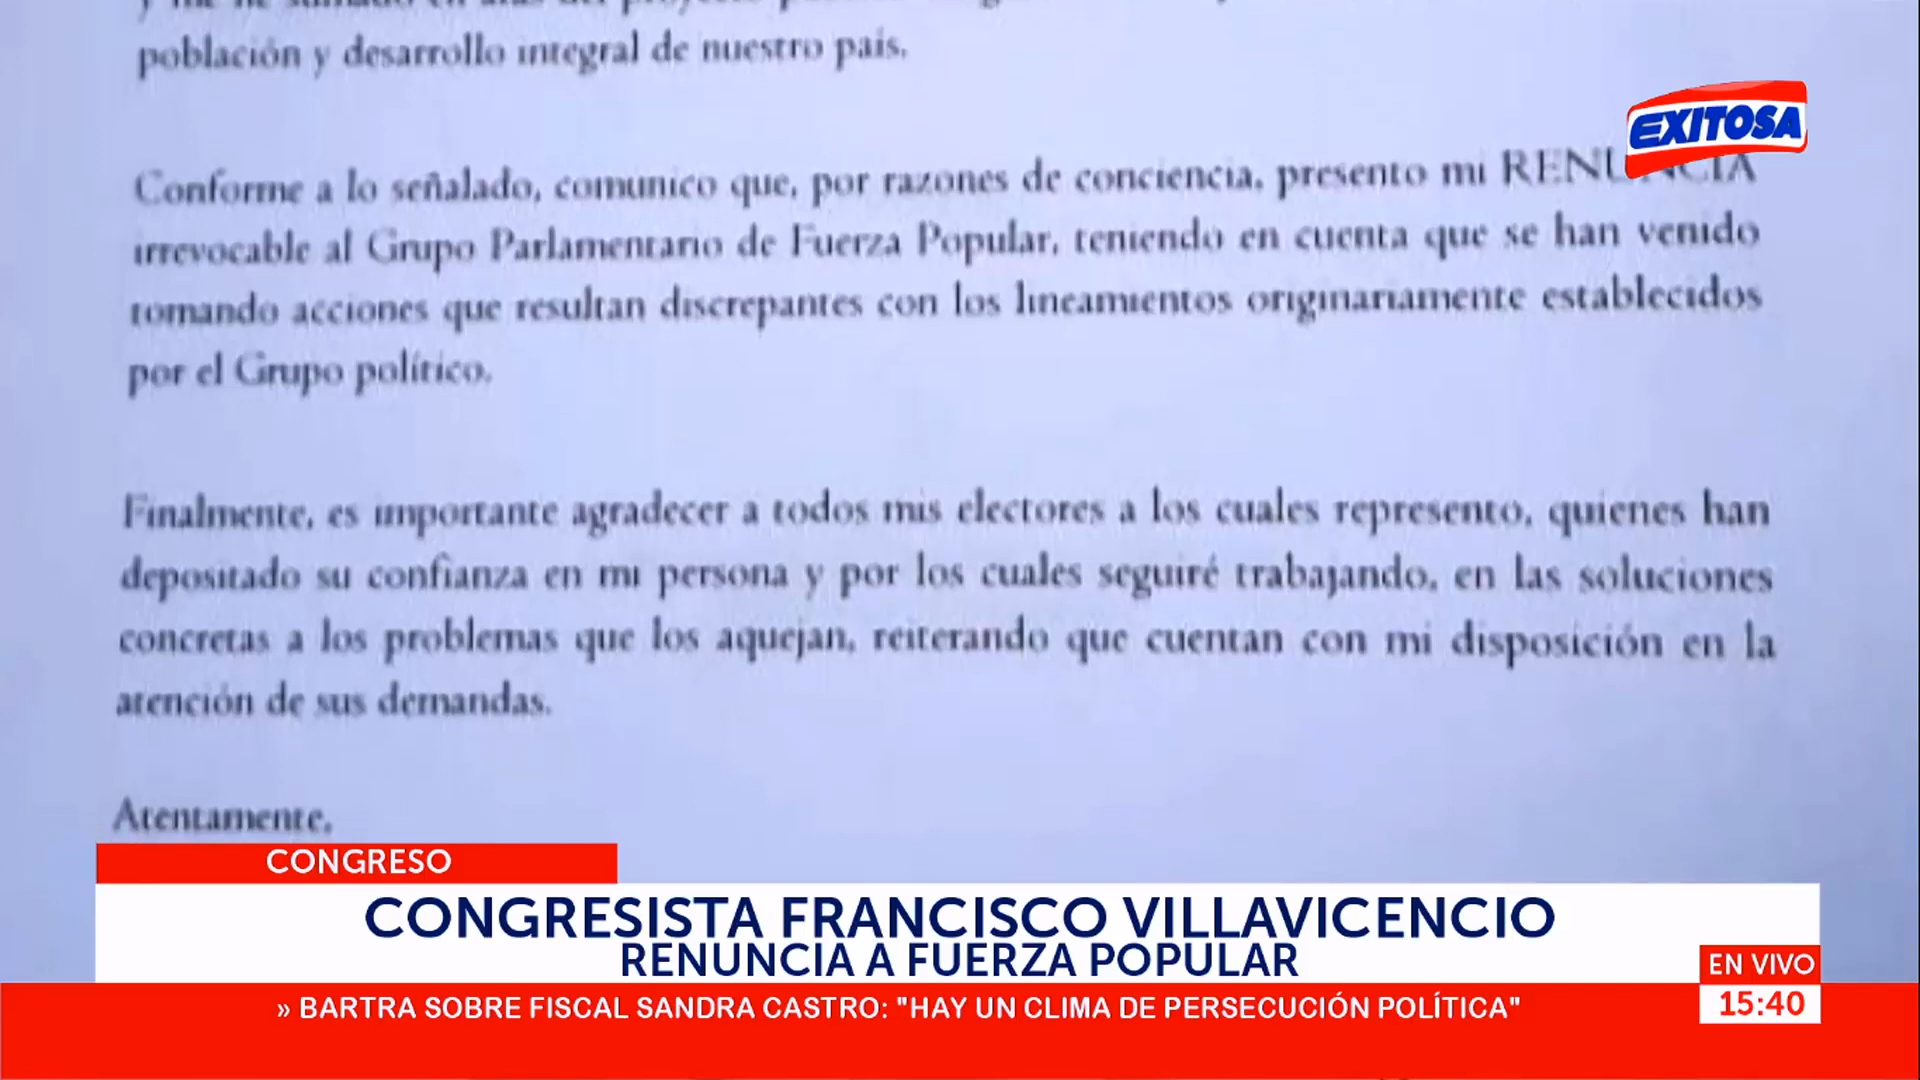 población y desarrollo integral de nuestro país.
EXITOSA
Conforme a lo señalado, comunico que, por razones de conciencia, presento mi RENUNCIA
irrevocable al Grupo Parlamentario de Fuerza Popular, teniendo en cuenta que se han venido
tomando acciones que resultan discrepantes con los lineamientos originariamente establecidos
por el Grupo político.
Finalmente, es importante agradecer a todos mis electores a los cuales represento, quienes han
depositado su confianza en mi persona y por los cuales seguiré trabajando, en las soluciones
concretas a los problemas que los aquejan, reiterando que cuentan con mi disposición en la
atención de sus demandas.
Atentamente,
CONGRESO
CONGRESISTA FRANCISCO VILLAVICENCIO
RENUNCIA A FUERZA POPULAR
EN VIVO
» BARTRA SOBRE FISCAL SANDRA CASTRO: "HAY UN CLIMA DE PERSECUCIÓN POLÍTICA"
15:40